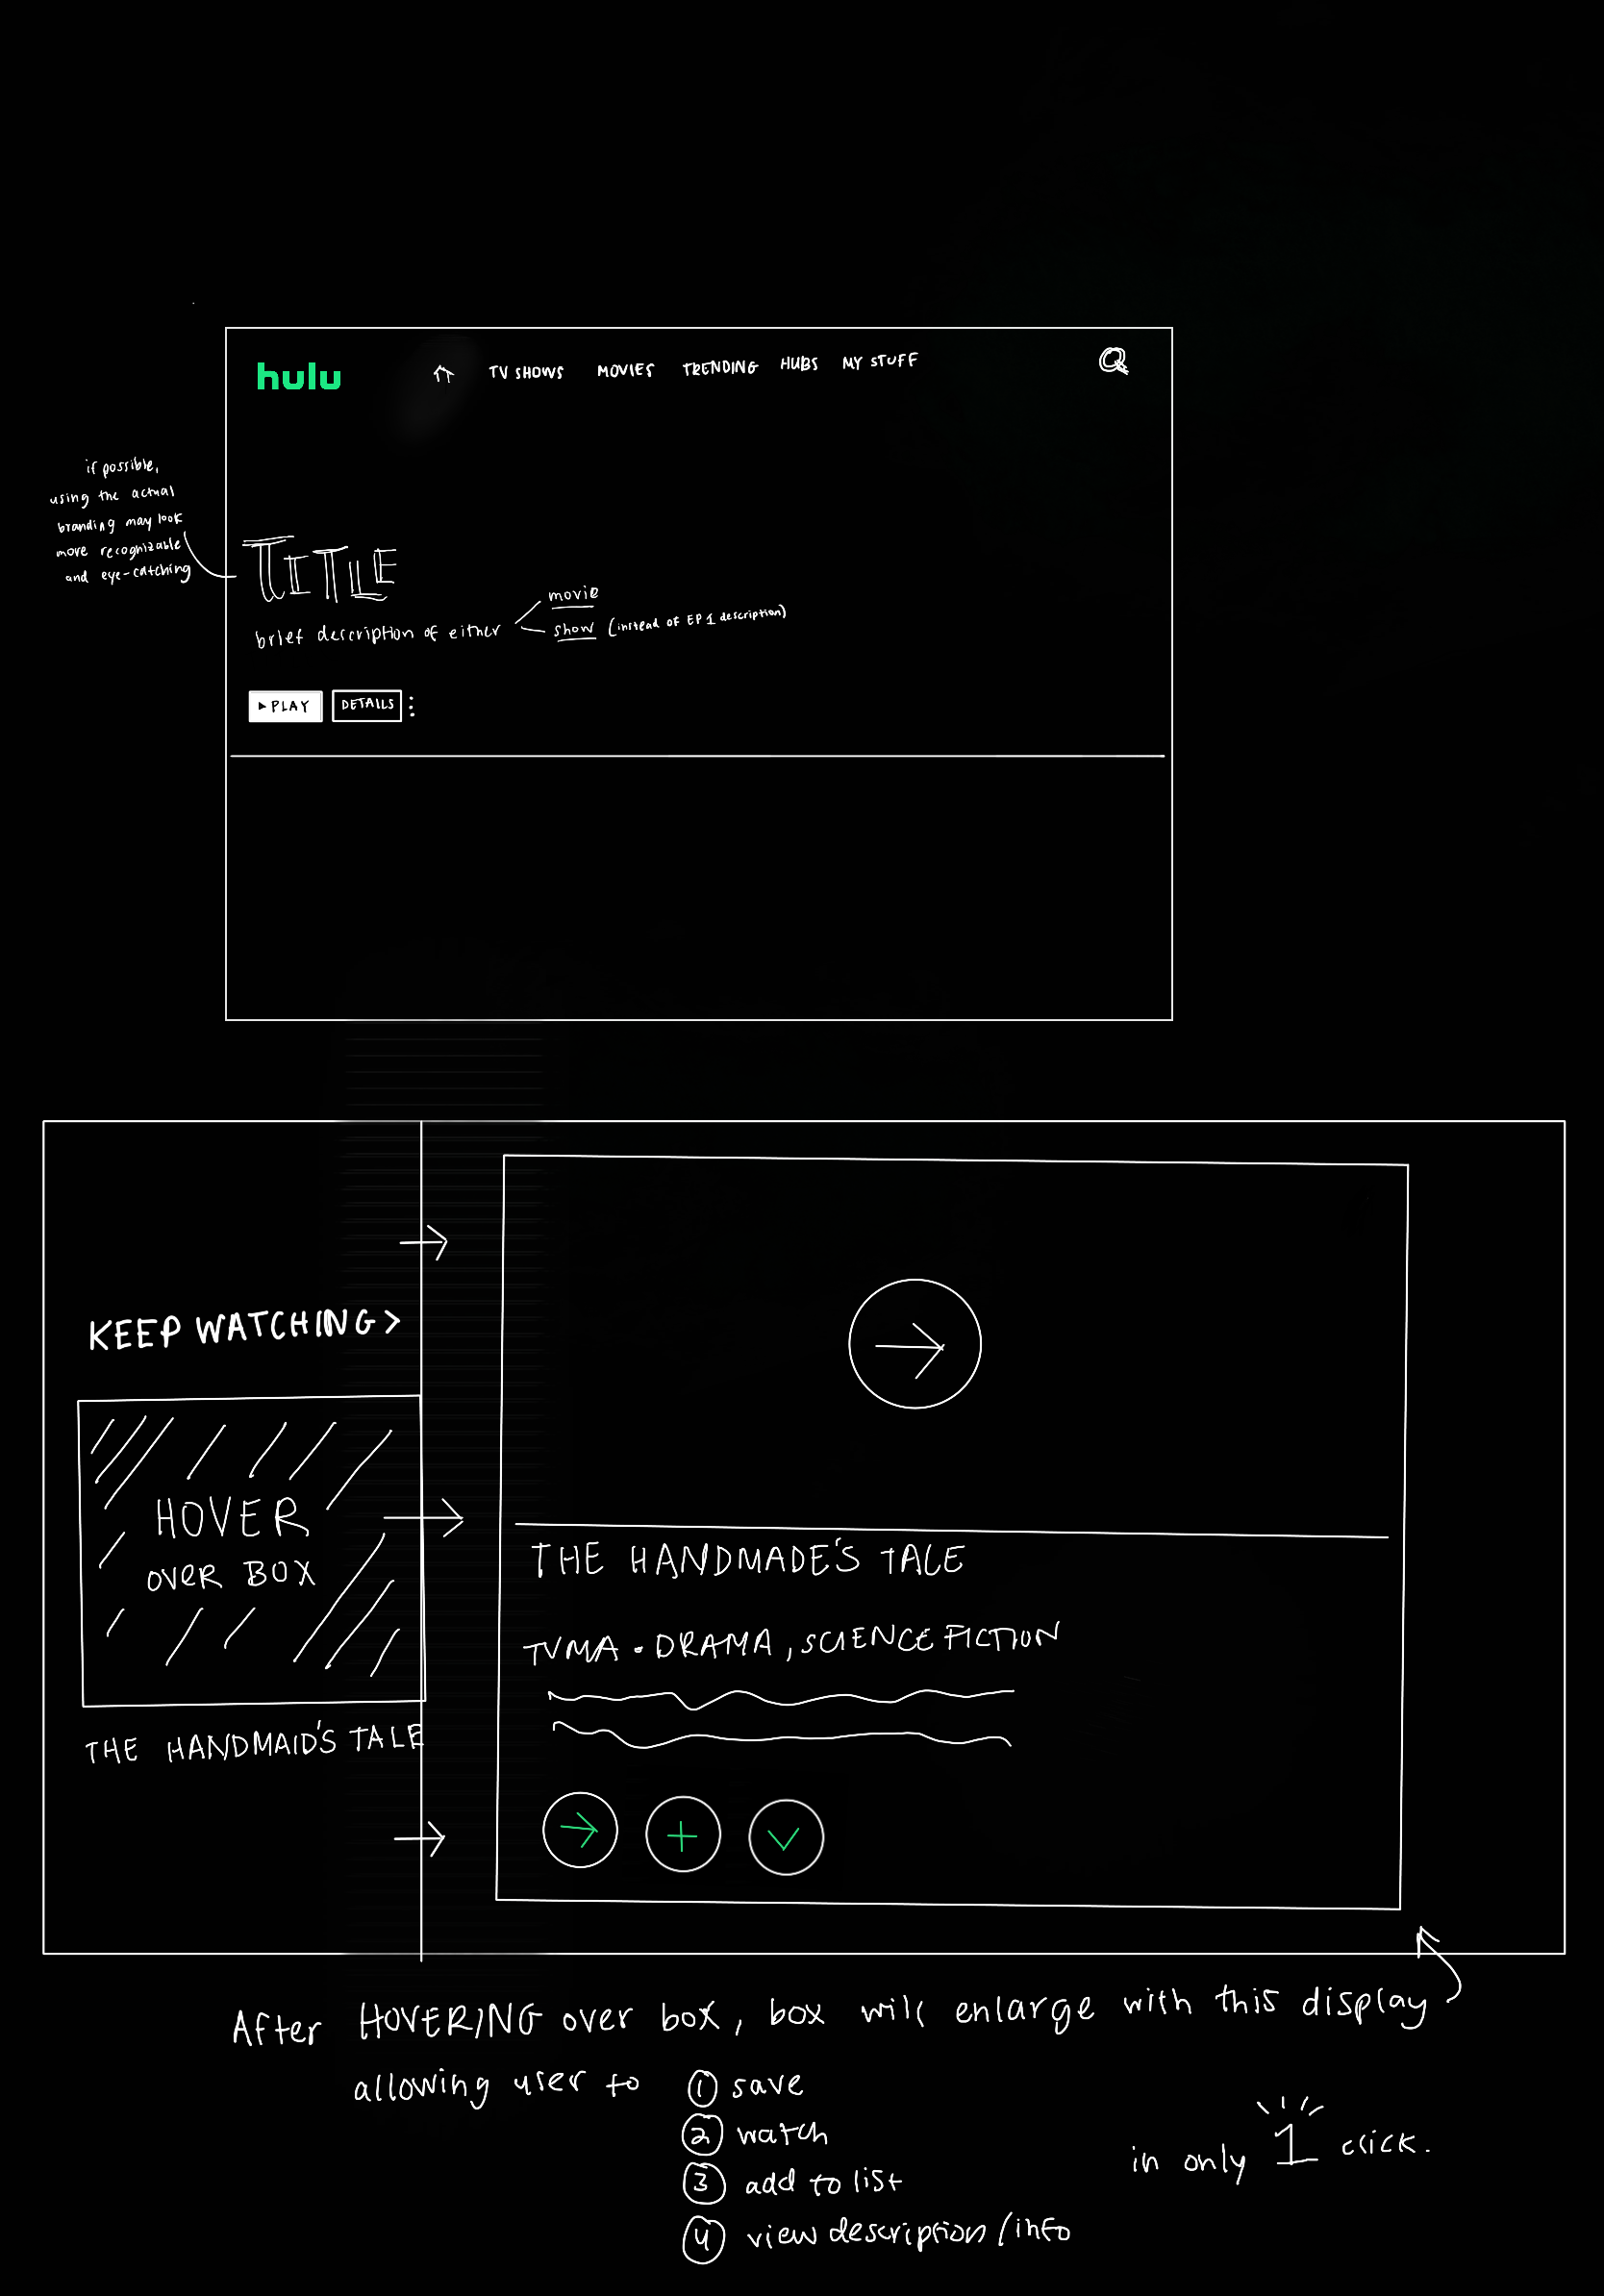 hulu TV SHOWS MOVIES TRENDING HUBS MY STUFF
if possible,
using the actual
branding may look
more recognizable
and eye-catching
TITLE
brief description of either
movie
show (instead of EP 1 description)
PLAY DETAILS
KEEP WATCHING >
HOVER
OVER BOX
THE HANDMAID'S TALE
THE HANDMADE'S TALE
TVMA • DRAMA, SCIENCE FICTION
After HOVERING over box, box will enlarge with this display
allowing user to
1 save
2 watch
3 add to list
4 view description/info
in only 1 click.